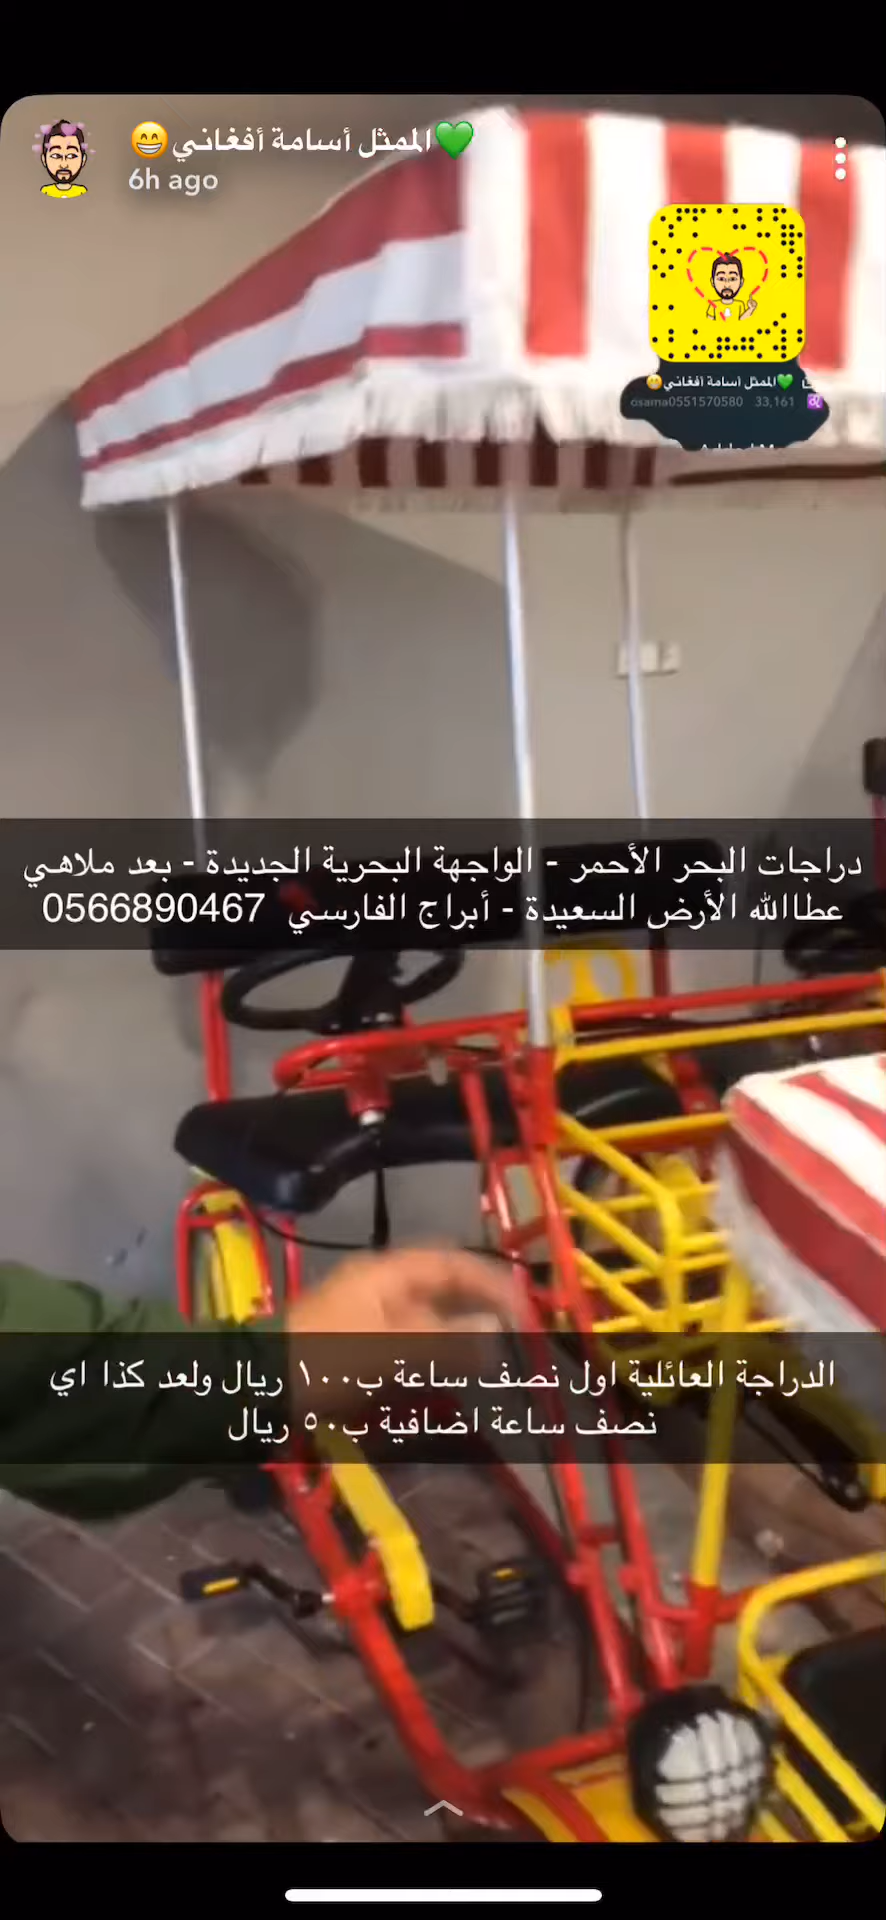 💚الممثل أسامة أفغاني😁
6h ago
💚الممثل أسامة أفغاني😁
osama0551570580 33,161
دراجات البحر الأحمر - الواجهة البحرية الجديدة - بعد ملاهي
عطاالله الأرض السعيدة - أبراج الفارسي 0566890467
الدراجة العائلية اول نصف ساعة ب١٠٠ ريال ولعد كذا اي
نصف ساعة اضافية ب٥٠ ريال